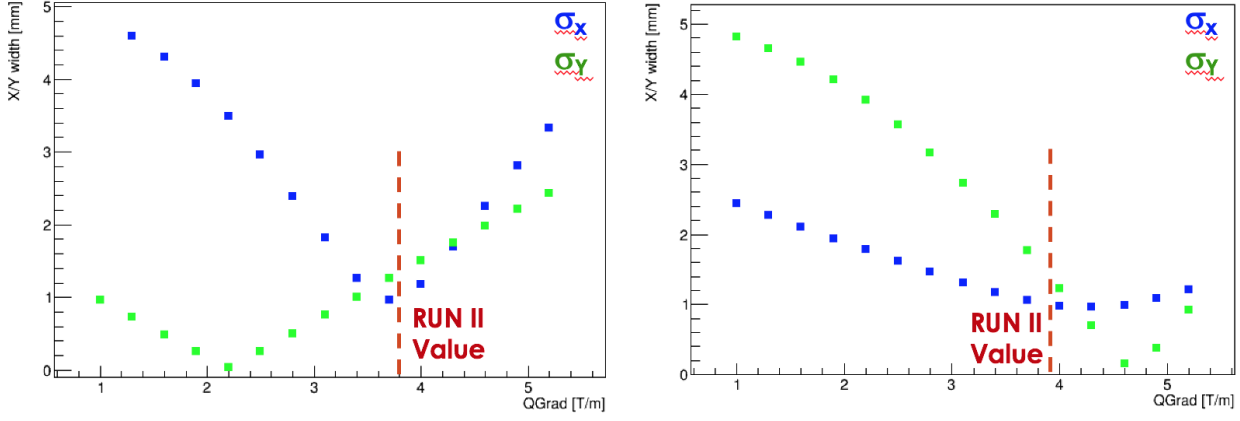 X/Y width [mm]
5
4
3
2
1
0
σX
σY
RUN II
Value
1
2
3
4
5
QGrad [T/m]
X/Y width [mm]
5
4
3
2
1
0
σX
σY
RUN II
Value
1
2
3
4
5
QGrad [T/m]